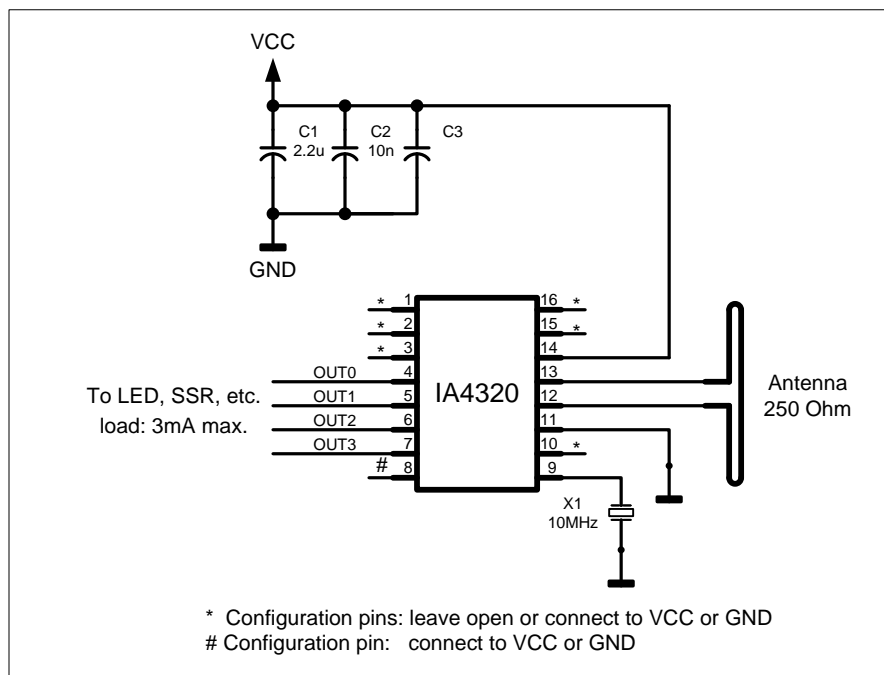 VCC
C1
2.2u
C2
10n
C3
GND
* 1
* 2
* 3
OUT0 4
OUT1 5
OUT2 6
OUT3 7
# 8
To LED, SSR, etc.
load: 3mA max.
IA4320
16 *
15 *
14
13
12
11
10 *
9
Antenna
250 Ohm
X1
10MHz
* Configuration pins: leave open or connect to VCC or GND
# Configuration pin: connect to VCC or GND